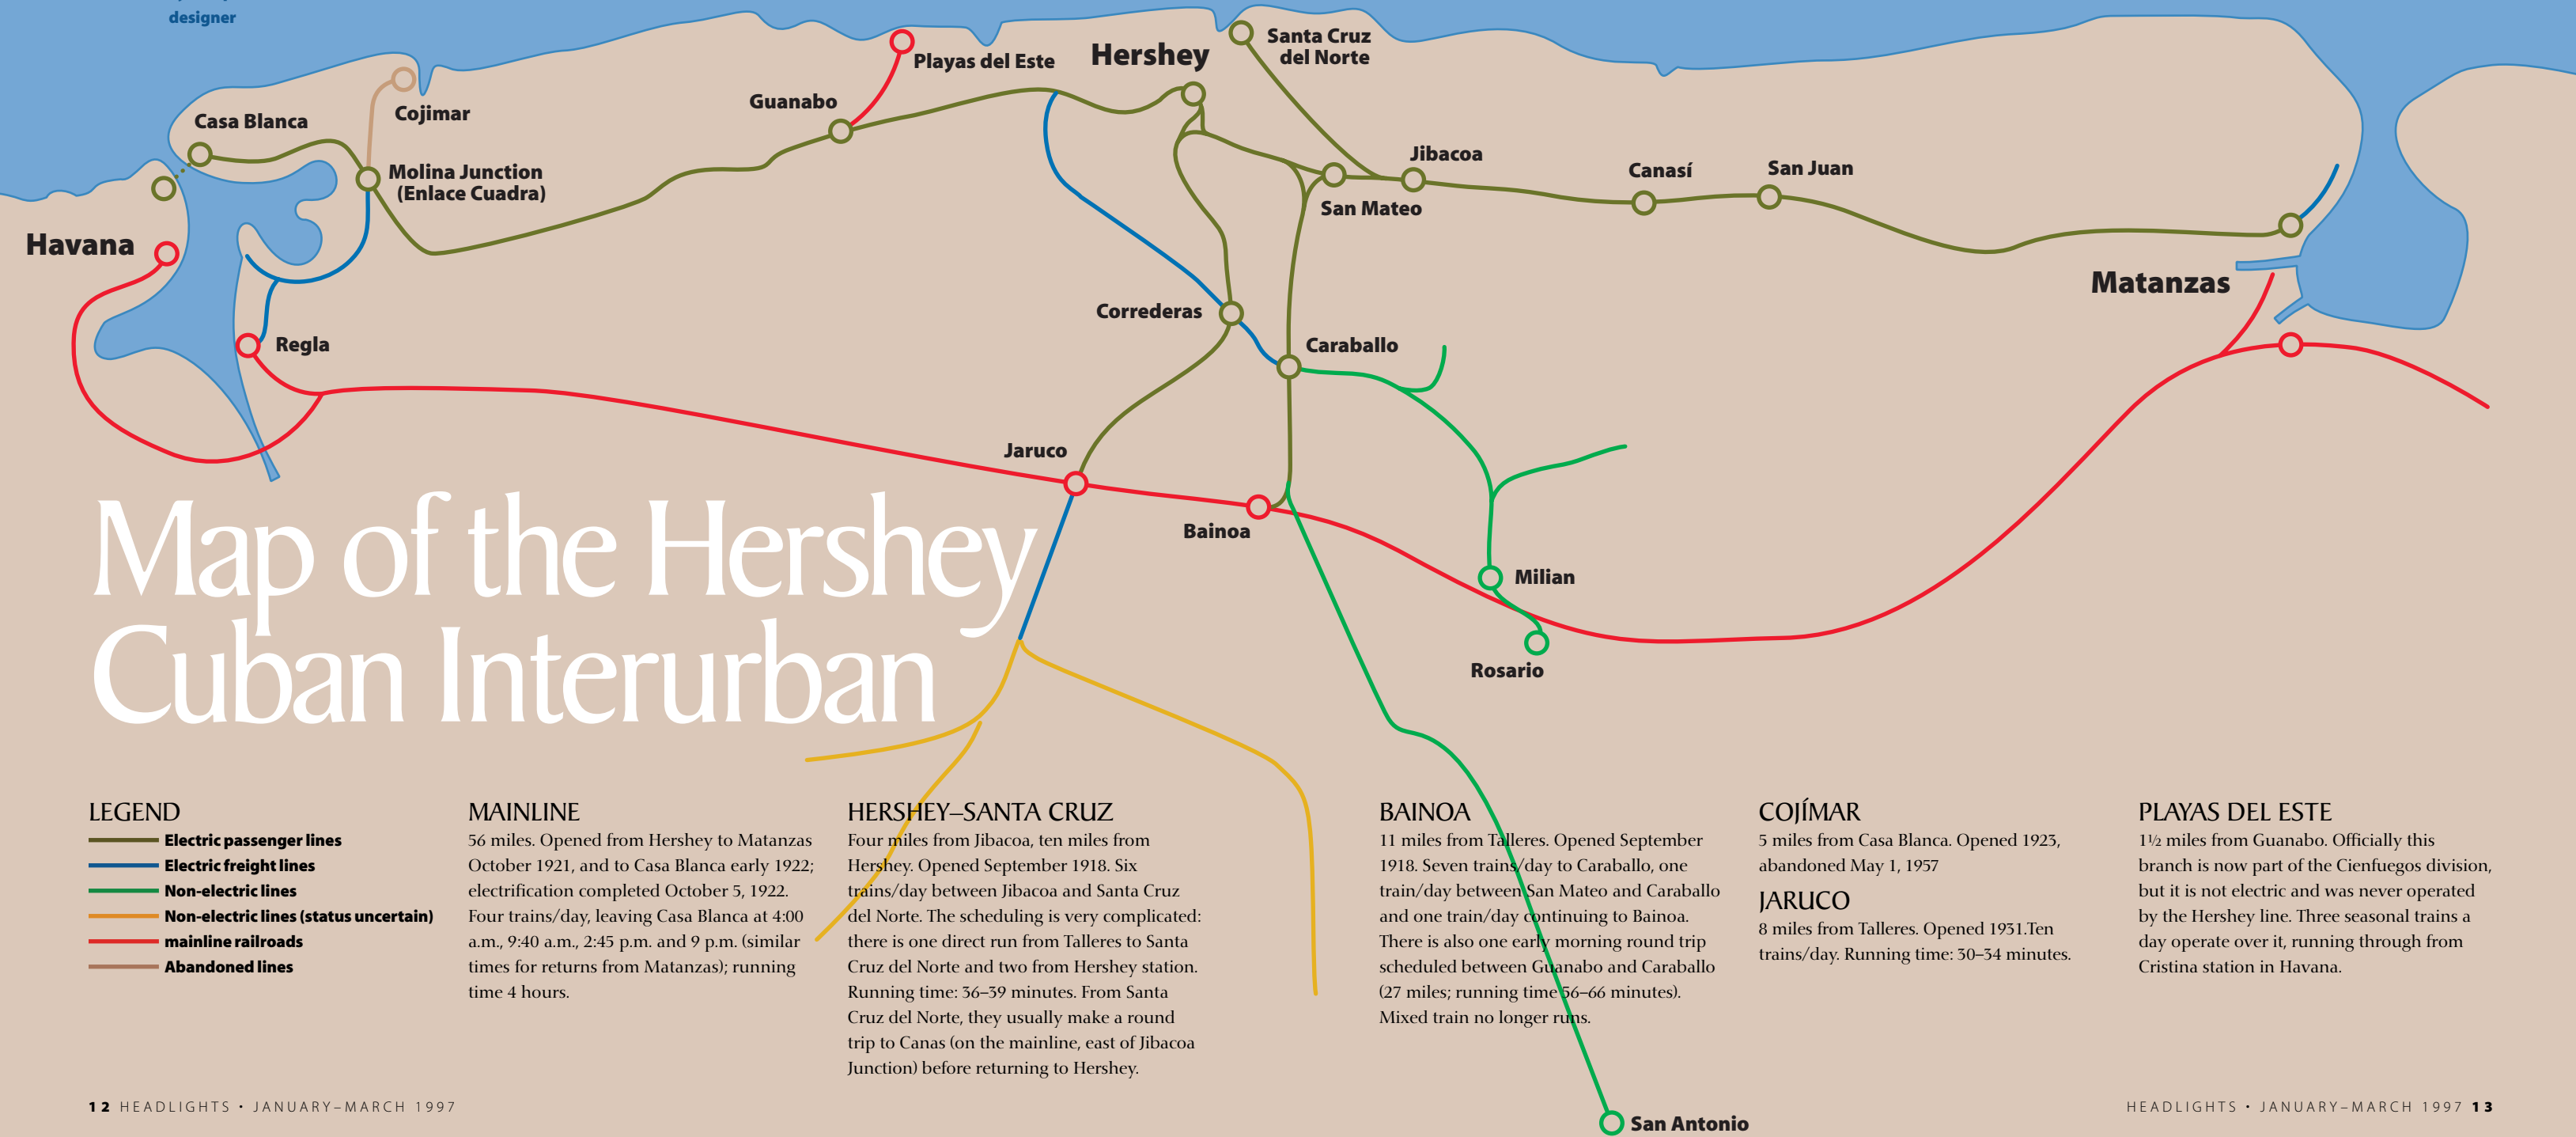 designer
Santa Cruz
del Norte
Hershey
Playas del Este
Guanabo
Cojimar
Casa Blanca
Molina Junction
(Enlace Cuadra)
Jibacoa
Canasí
San Juan
San Mateo
Havana
Matanzas
Correderas
Regla
Caraballo
Jaruco
Bainoa
Milian
Rosario
Map of the Hershey
Cuban Interurban
LEGEND
Electric passenger lines
Electric freight lines
Non-electric lines
Non-electric lines (status uncertain)
mainline railroads
Abandoned lines
MAINLINE
56 miles. Opened from Hershey to Matanzas
October 1921, and to Casa Blanca early 1922;
electrification completed October 5, 1922.
Four trains/day, leaving Casa Blanca at 4:00
a.m., 9:40 a.m., 2:45 p.m. and 9 p.m. (similar
times for returns from Matanzas); running
time 4 hours.
HERSHEY–SANTA CRUZ
Four miles from Jibacoa, ten miles from
Hershey. Opened September 1918. Six
trains/day between Jibacoa and Santa Cruz
del Norte. The scheduling is very complicated:
there is one direct run from Talleres to Santa
Cruz del Norte and two from Hershey station.
Running time: 36–39 minutes. From Santa
Cruz del Norte, they usually make a round
trip to Canas (on the mainline, east of Jibacoa
Junction) before returning to Hershey.
BAINOA
11 miles from Talleres. Opened September
1918. Seven trains/day to Caraballo, one
train/day between San Mateo and Caraballo
and one train/day continuing to Bainoa.
There is also one early morning round trip
scheduled between Guanabo and Caraballo
(27 miles; running time 56–66 minutes).
Mixed train no longer runs.
COJÍMAR
5 miles from Casa Blanca. Opened 1923,
abandoned May 1, 1957
JARUCO
8 miles from Talleres. Opened 1931.Ten
trains/day. Running time: 30–34 minutes.
PLAYAS DEL ESTE
1½ miles from Guanabo. Officially this
branch is now part of the Cienfuegos division,
but it is not electric and was never operated
by the Hershey line. Three seasonal trains a
day operate over it, running through from
Cristina station in Havana.
San Antonio
12 HEADLIGHTS • JANUARY–MARCH 1997
HEADLIGHTS • JANUARY–MARCH 1997 13